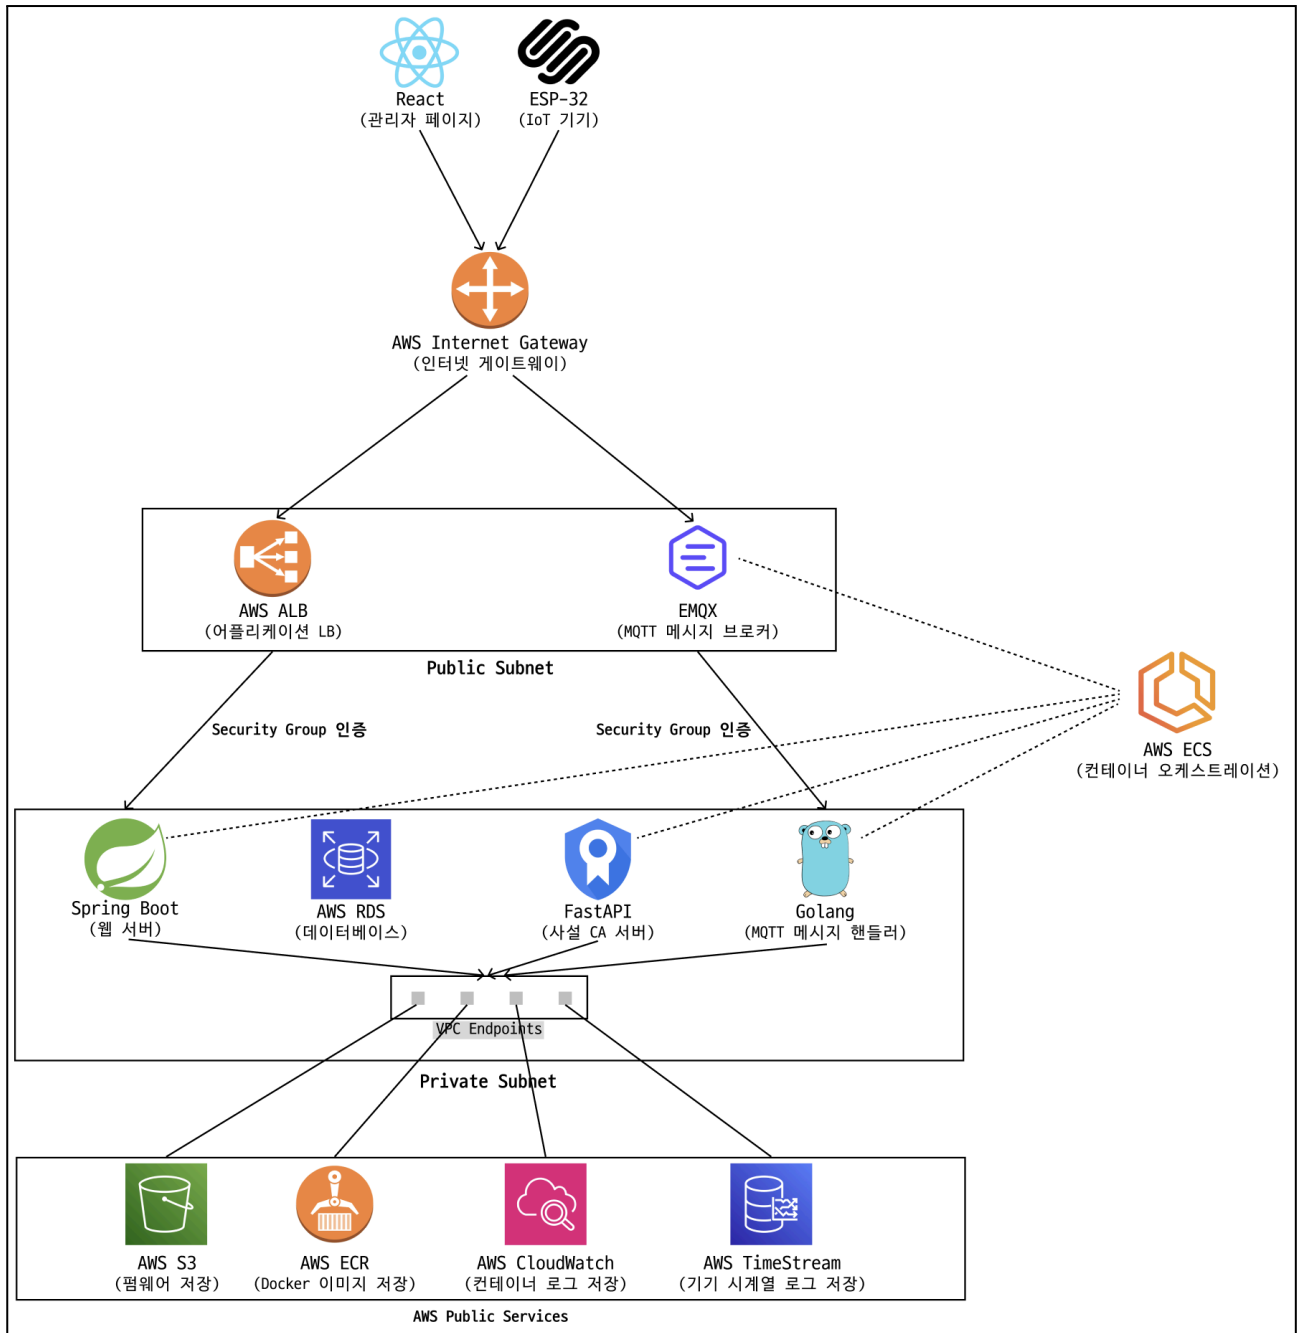 React
(관리자 페이지)
ESP-32
(IoT 기기)
AWS Internet Gateway
(인터넷 게이트웨이)
AWS ALB
(어플리케이션 LB)
EMQX
(MQTT 메시지 브로커)
Public Subnet
Security Group 인증
Security Group 인증
AWS ECS
(컨테이너 오케스트레이션)
Spring Boot
(웹 서버)
AWS RDS
(데이터베이스)
FastAPI
(사설 CA 서버)
Golang
(MQTT 메시지 핸들러)
VPC Endpoints
Private Subnet
AWS S3
(펌웨어 저장)
AWS ECR
(Docker 이미지 저장)
AWS CloudWatch
(컨테이너 로그 저장)
AWS TimeStream
(기기 시계열 로그 저장)
AWS Public Services